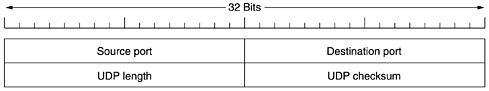 32 Bits
Source port Destination port
UDP length UDP checksum